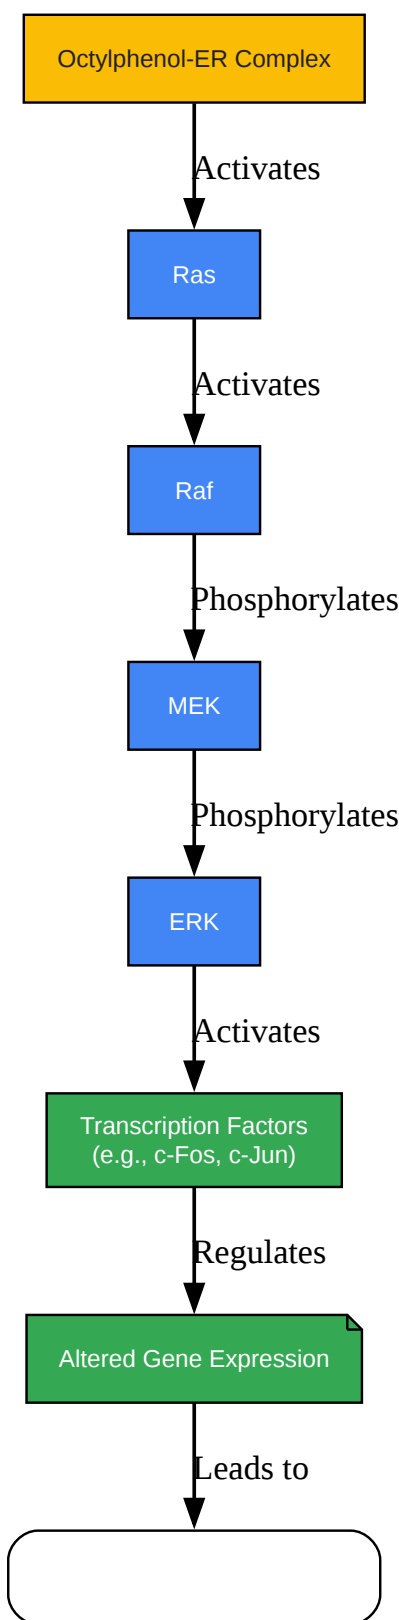 Octylphenol-ER Complex
Activates
Ras
Activates
Raf
Phosphorylates
MEK
Phosphorylates
ERK
Activates
Transcription Factors
(e.g., c-Fos, c-Jun)
Regulates
Altered Gene Expression
Leads to